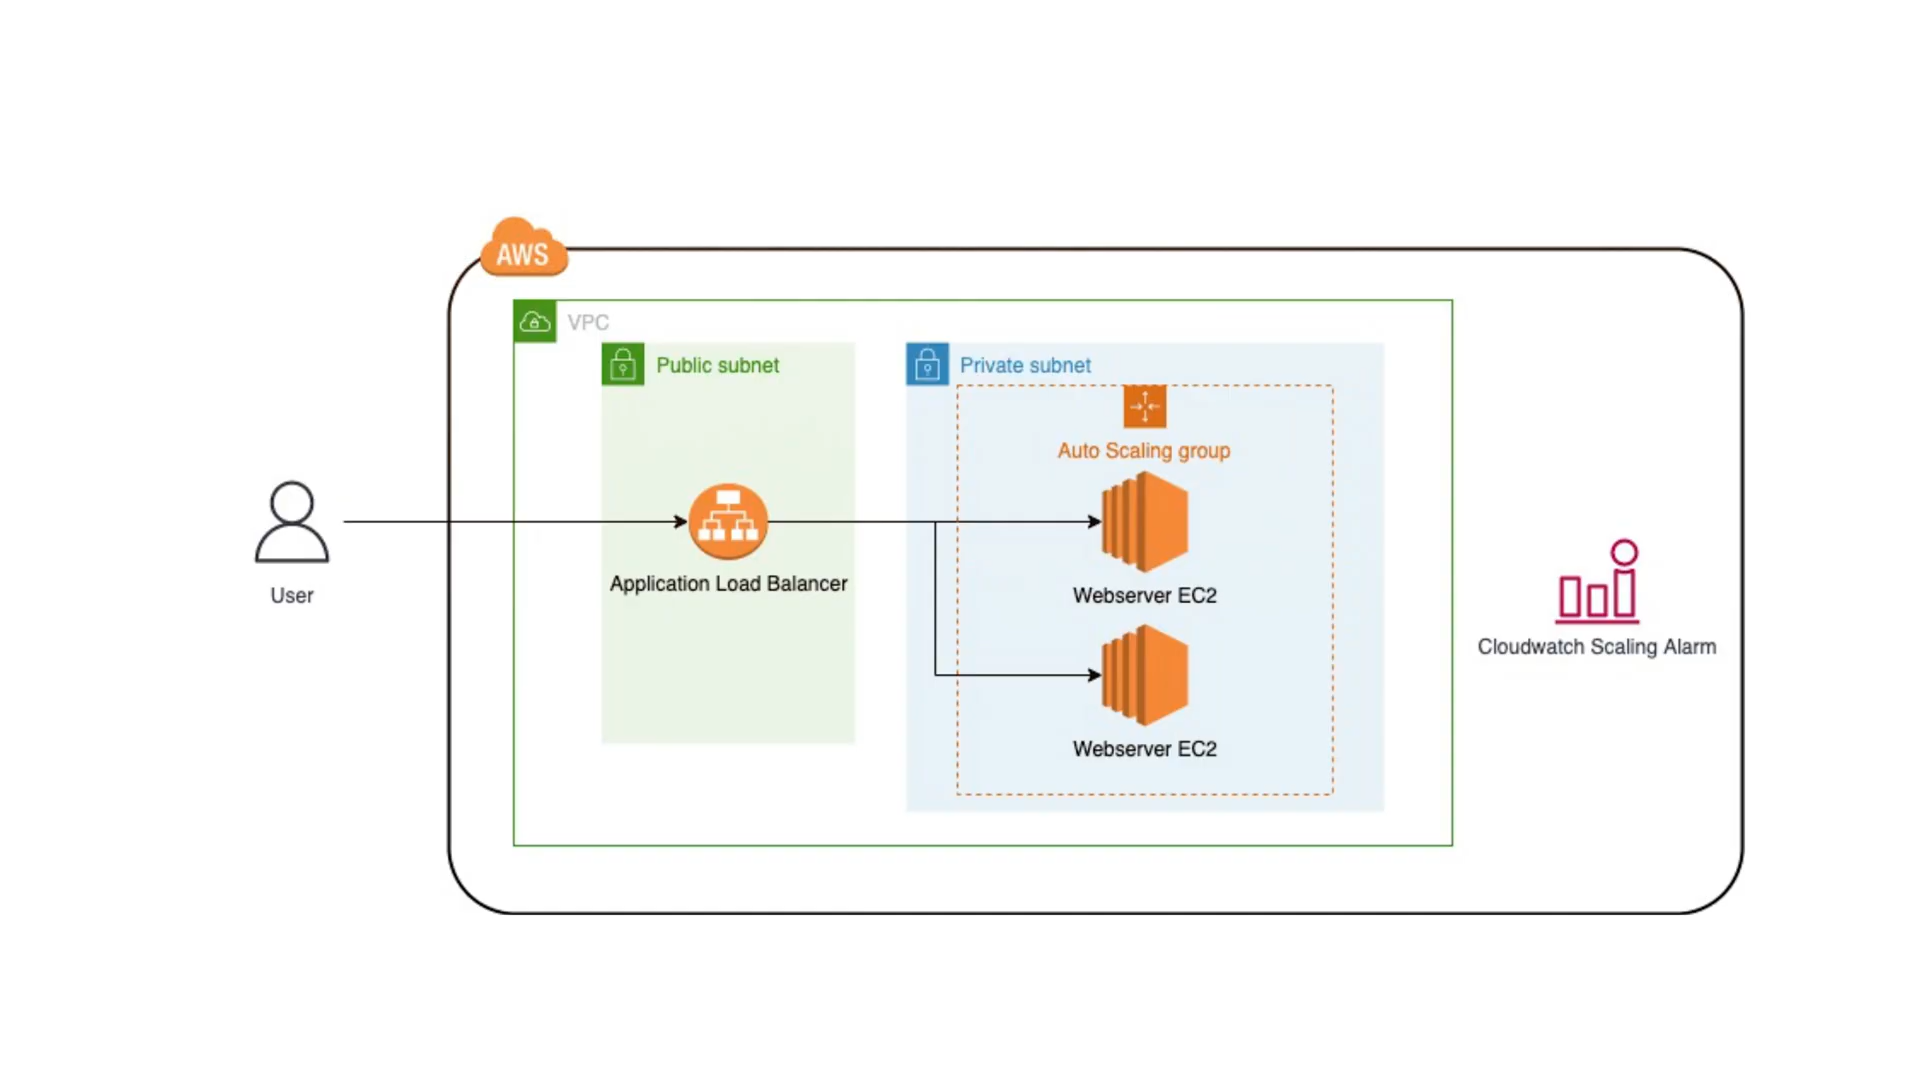 AWS
VPC
Public subnet
Private subnet
Auto Scaling group
User
Application Load Balancer
Webserver EC2
Webserver EC2
Cloudwatch Scaling Alarm